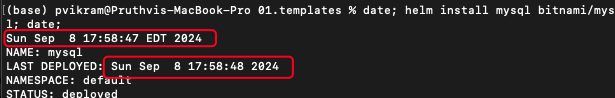 (base) pvikram@Pruthvis-MacBook-Pro 01.templates % date; helm install mysql bitnami/mys
l; date;
Sun Sep  8 17:58:47 EDT 2024
NAME: mysql
LAST DEPLOYED: Sun Sep  8 17:58:48 2024
NAMESPACE: default
STATUS: deployed